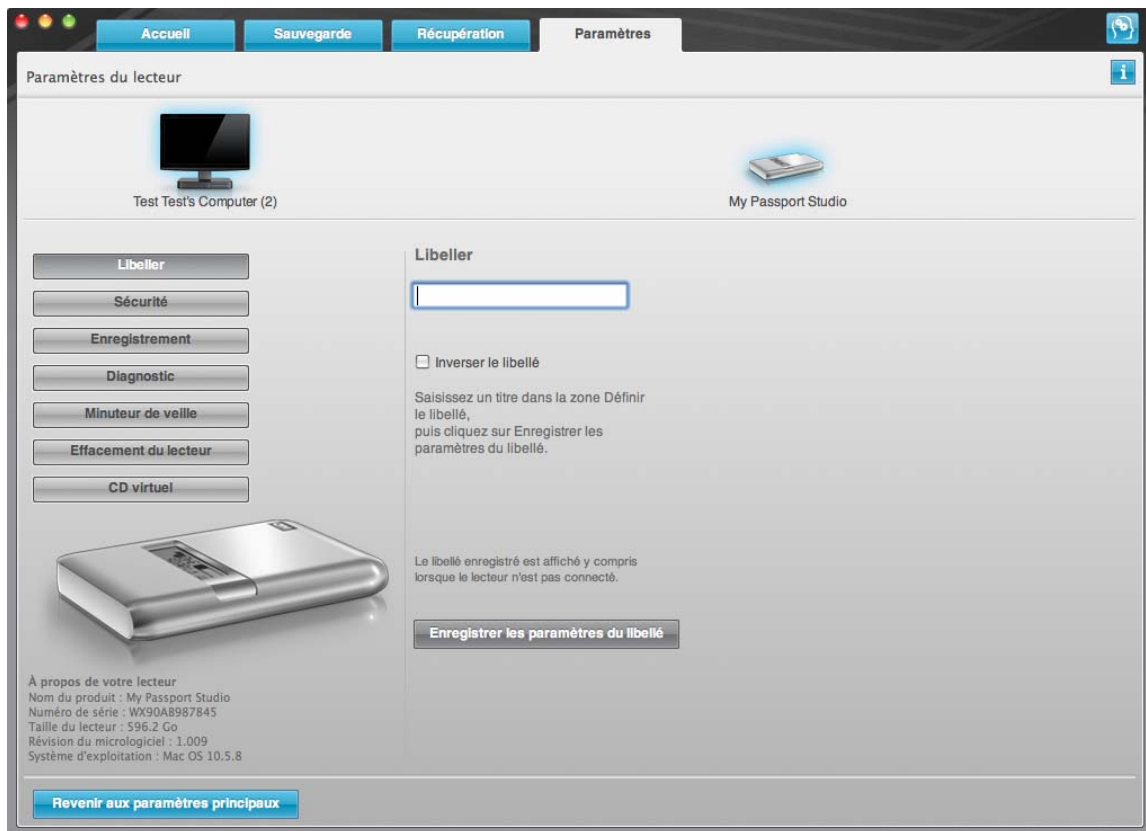 Accueil
Sauvegarde
Récupération
Paramètres
Paramètres du lecteur
i
Test Test's Computer (2)
My Passport Studio
Libeller
Sécurité
Enregistrement
Diagnostic
Minuteur de veille
Effacement du lecteur
CD virtuel
Libeller
Inverser le libellé
Saisissez un titre dans la zone Définir
le libellé,
puis cliquez sur Enregistrer les
paramètres du libellé.
Le libellé enregistré est affiché y compris
lorsque le lecteur n'est pas connecté.
Enregistrer les paramètres du libellé
À propos de votre lecteur
Nom du produit : My Passport Studio
Numéro de série : WX90A8987845
Taille du lecteur : 596.2 Go
Révision du micrologiciel : 1.009
Système d'exploitation : Mac OS 10.5.8
Revenir aux paramètres principaux